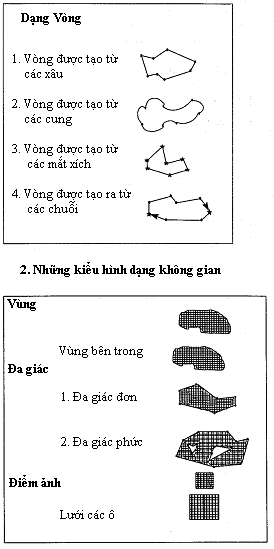 Dạng Vòng
1. Vòng được tạo từ
các xâu
2. Vòng được tạo từ
các cung
3. Vòng được tạo từ
các mắt xích
4. Vòng được tạo ra từ
các chuỗi
2. Những kiểu hình dạng không gian
Vùng
Vùng bên trong
Đa giác
1. Đa giác đơn
2. Đa giác phức
Điểm ảnh
Lưới các ô